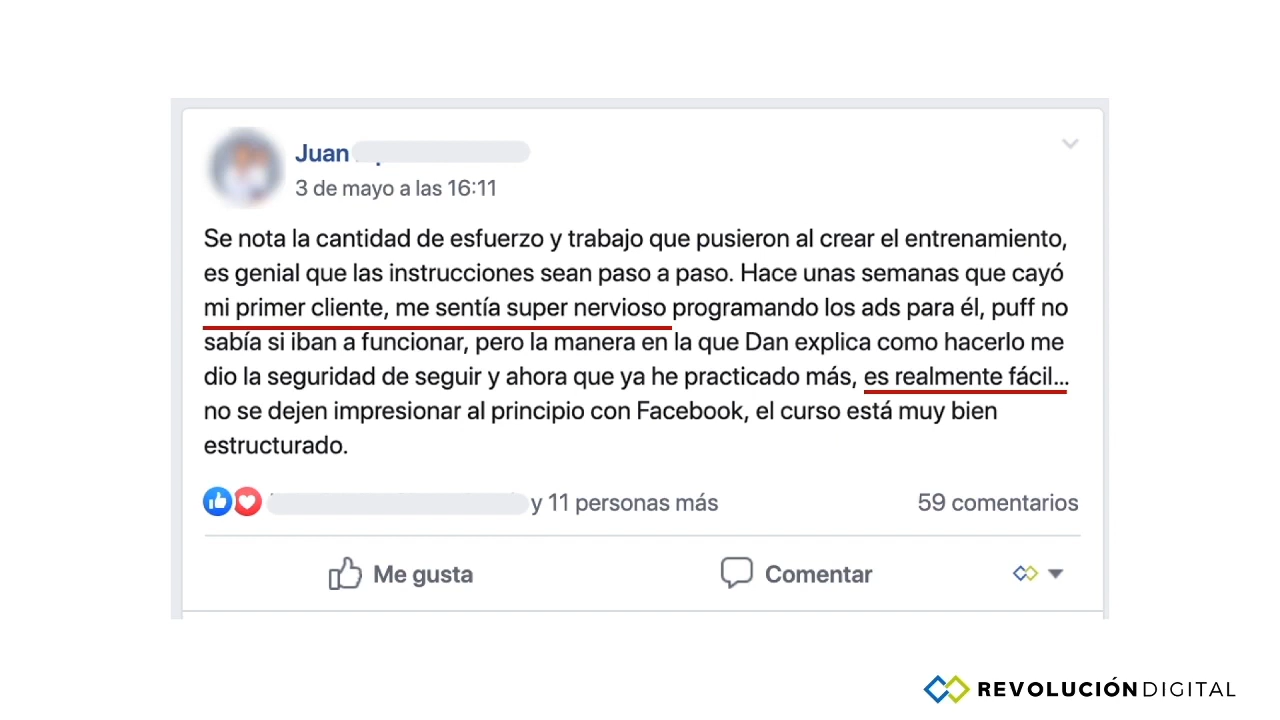 Juan
3 de mayo a las 16:11
Se nota la cantidad de esfuerzo y trabajo que pusieron al crear el entrenamiento,
es genial que las instrucciones sean paso a paso. Hace unas semanas que cayó
mi primer cliente, me sentía super nervioso programando los ads para él, puff no
sabía si iban a funcionar, pero la manera en la que Dan explica como hacerlo me
dio la seguridad de seguir y ahora que ya he practicado más, es realmente fácil...
no se dejen impresionar al principio con Facebook, el curso está muy bien
estructurado.
y 11 personas más 59 comentarios
Me gusta Comentar
REVOLUCIÓN DIGITAL